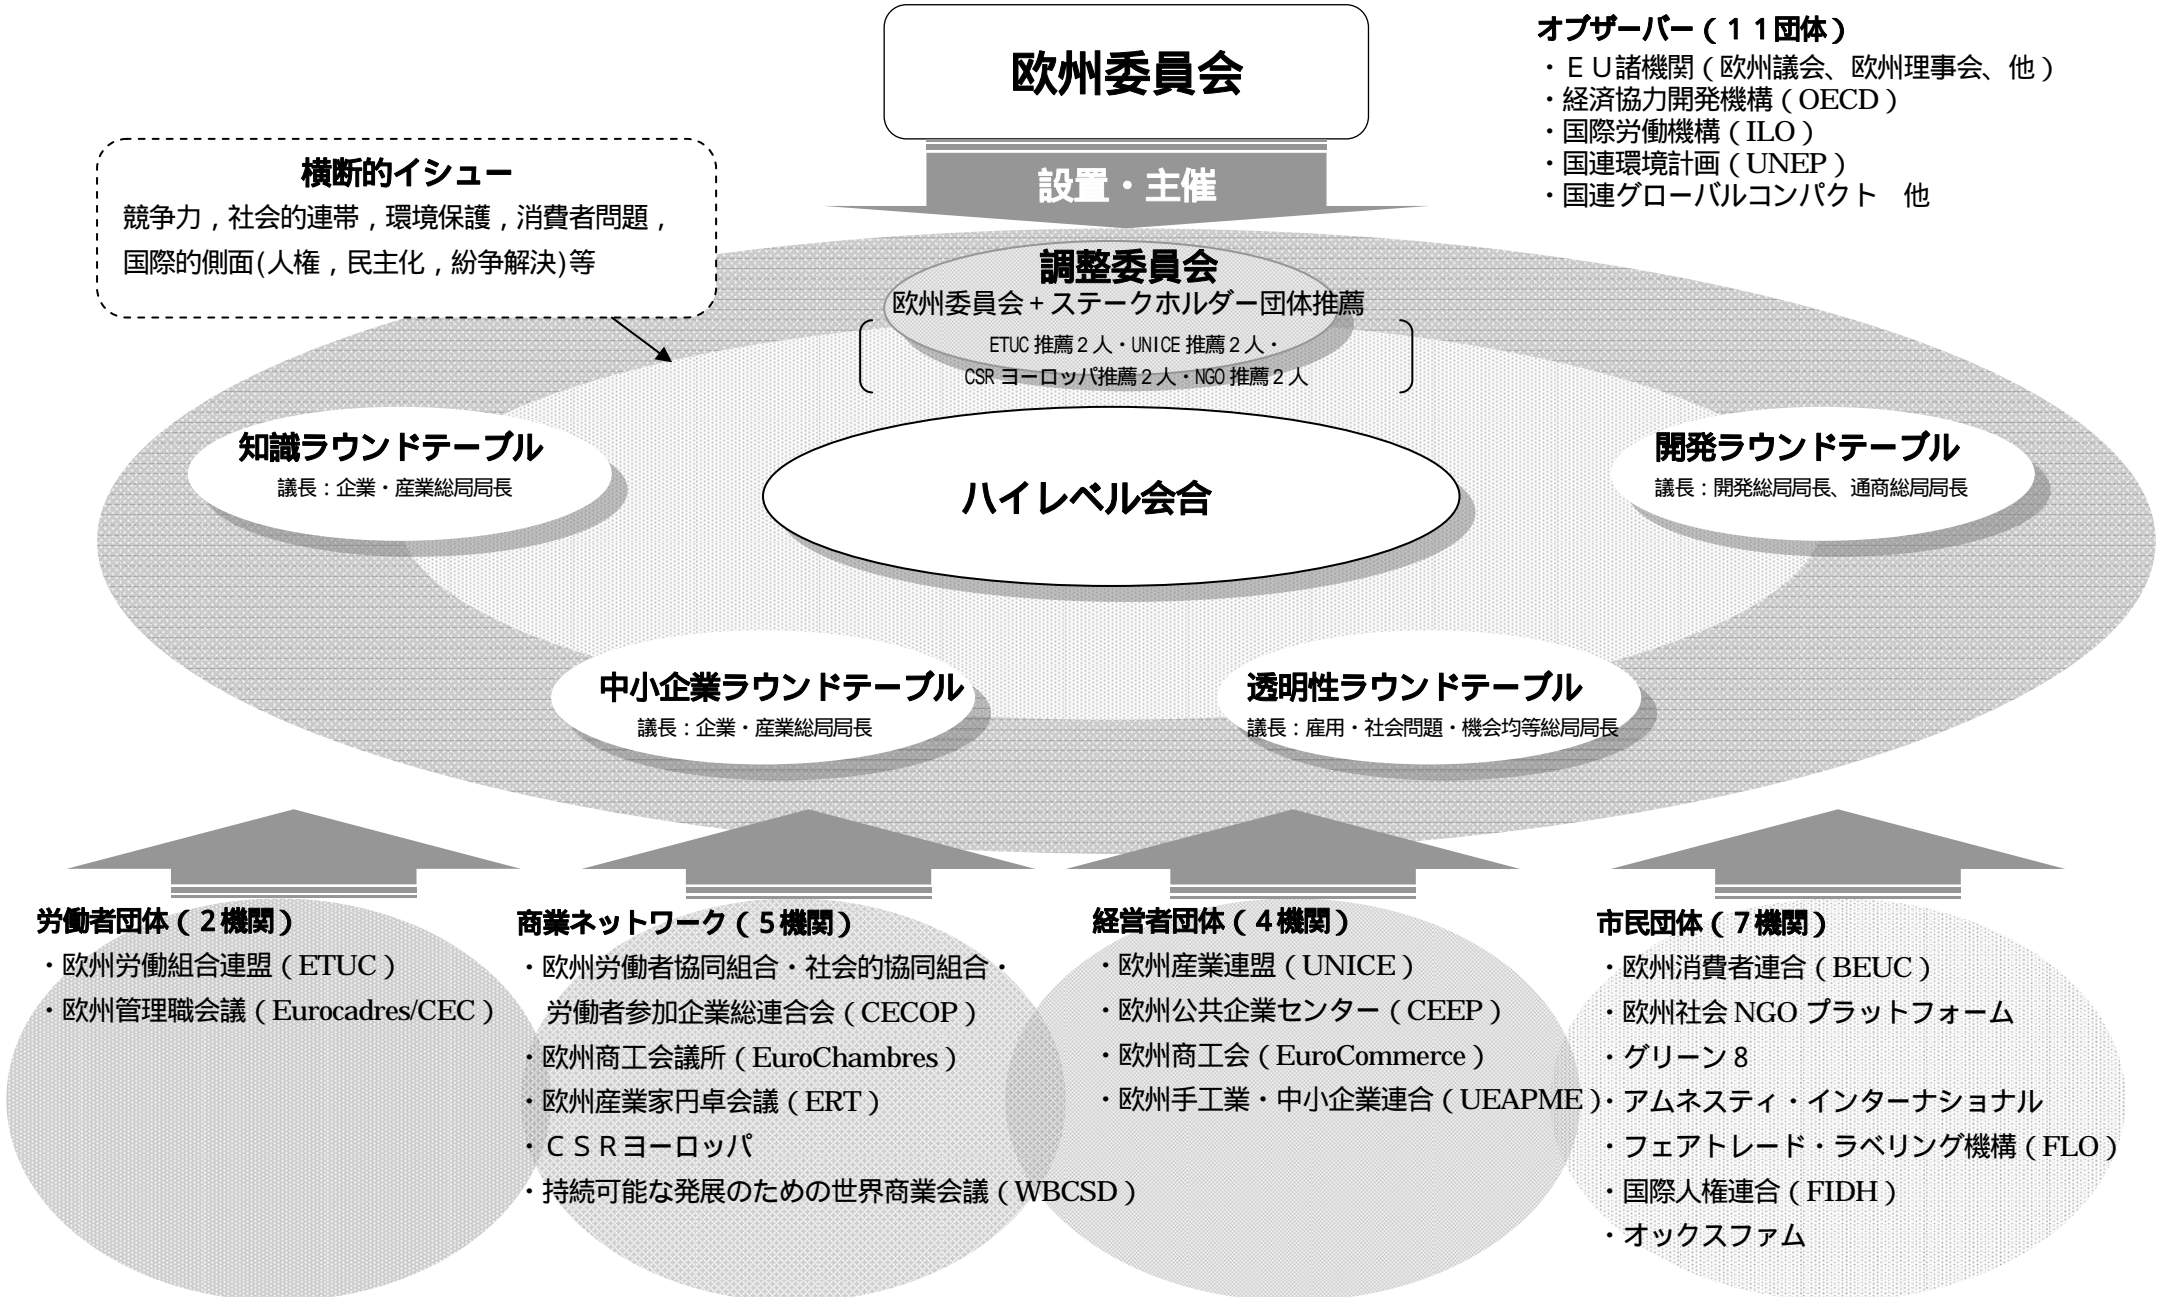 欧州委員会
設置・主催
オブザーバー(11団体)
・EU諸機関(欧州議会、欧州理事会、他)
・経済協力開発機構(OECD)
・国際労働機構(ILO)
・国連環境計画(UNEP)
・国連グローバルコンパクト 他
横断的イシュー
競争力,社会的連帯,環境保護,消費者問題,
国際的側面(人権,民主化,紛争解決)等
調整委員会
欧州委員会+ステークホルダー団体推薦
ETUC推薦2人・UNICE推薦2人・
CSRヨーロッパ推薦2人・NGO推薦2人
知識ラウンドテーブル
議長:企業・産業総局局長
ハイレベル会合
開発ラウンドテーブル
議長:開発総局局長、通商総局局長
中小企業ラウンドテーブル
議長:企業・産業総局局長
透明性ラウンドテーブル
議長:雇用・社会問題・機会均等総局局長
労働者団体(2機関)
・欧州労働組合連盟(ETUC)
・欧州管理職会議(Eurocadres/CEC)
商業ネットワーク(5機関)
・欧州労働者協同組合・社会的協同組合・
労働者参加企業総連合会(CECOP)
・欧州商工会議所(EuroChambres)
・欧州産業家円卓会議(ERT)
・CSRヨーロッパ
・持続可能な発展のための世界商業会議(WBCSD)
経営者団体(4機関)
・欧州産業連盟(UNICE)
・欧州公共企業センター(CEEP)
・欧州商工会(EuroCommerce)
・欧州手工業・中小企業連合(UEAPME)
市民団体(7機関)
・欧州消費者連合(BEUC)
・欧州社会NGOプラットフォーム
・グリーン8
・アムネスティ・インターナショナル
・フェアトレード・ラベリング機構(FLO)
・国際人権連合(FIDH)
・オックスファム